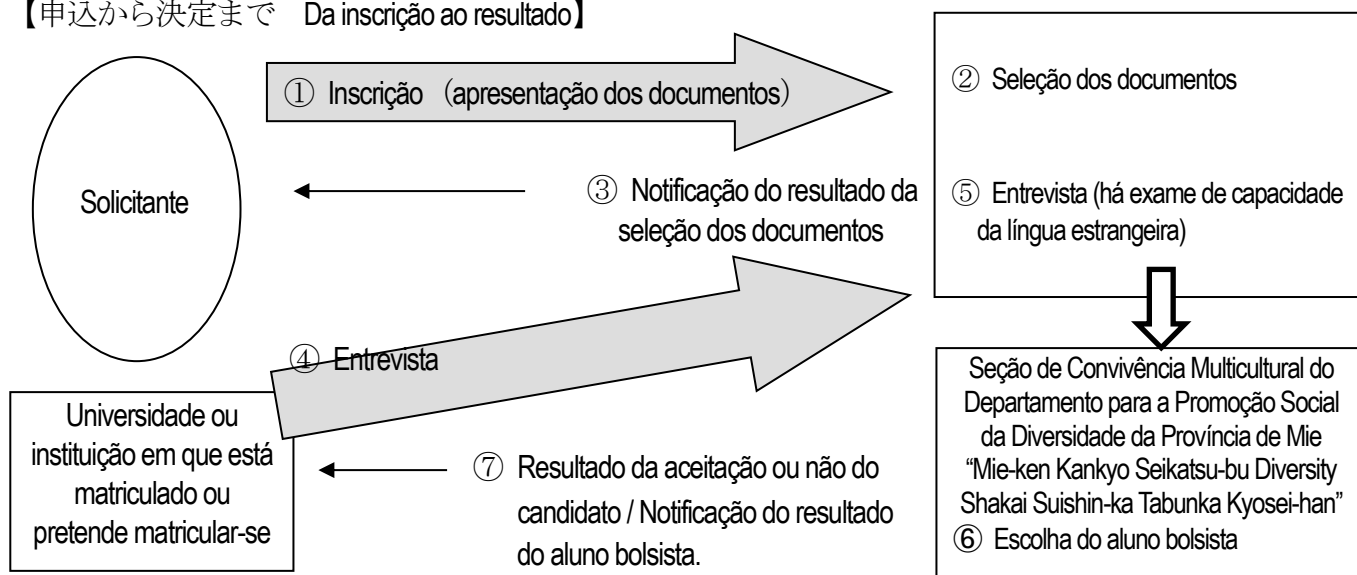 【申込から決定まで　Da inscrição ao resultado】
① Inscrição （apresentação dos documentos）
② Seleção dos documentos
Solicitante
③ Notificação do resultado da
seleção dos documentos
⑤ Entrevista (há exame de capacidade
da língua estrangeira)
④ Entrevista
Universidade ou
instituição em que está
matriculado ou
pretende matricular-se
Seção de Convivência Multicultural do
Departamento para a Promoção Social
da Diversidade da Província de Mie
“Mie-ken Kankyo Seikatsu-bu Diversity
Shakai Suishin-ka Tabunka Kyosei-han”
⑥ Escolha do aluno bolsista
⑦ Resultado da aceitação ou não do
candidato / Notificação do resultado
do aluno bolsista.